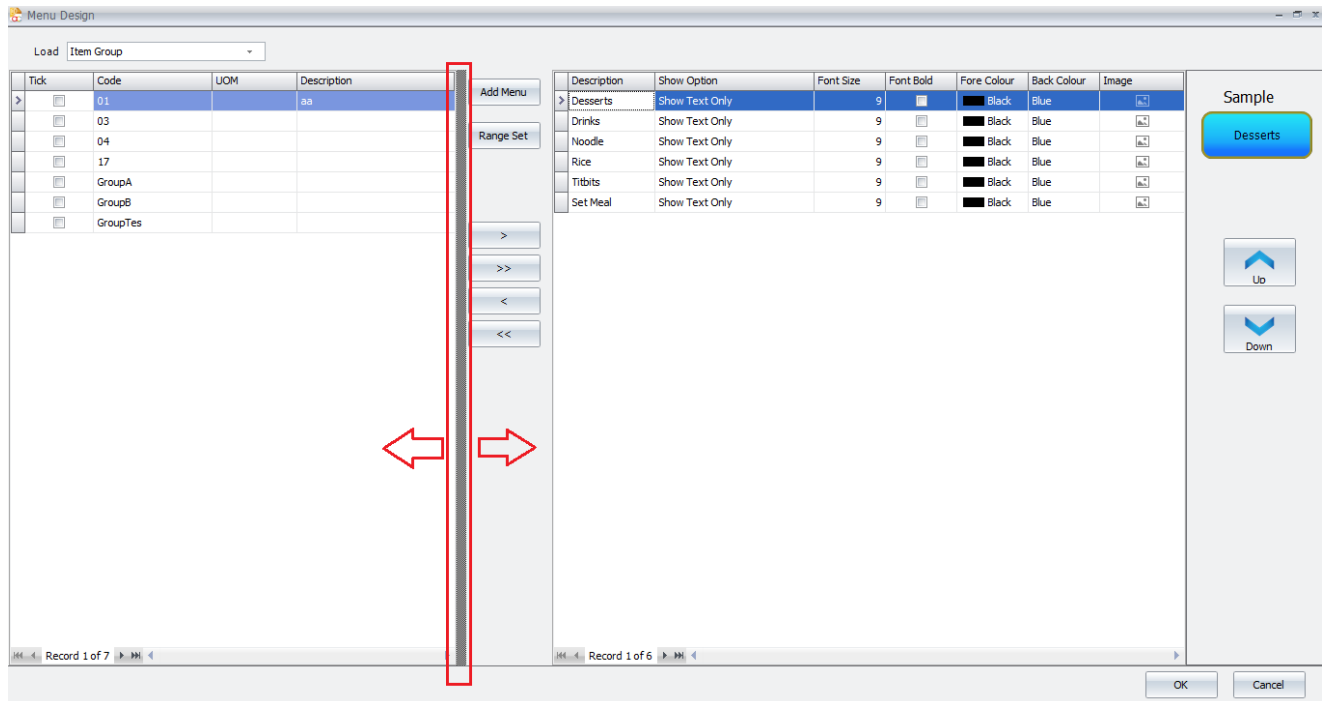 Menu Design
Load Item Group
Tick Code UOM Description
01 aa
03
04
17
GroupA
GroupB
GroupTes
Record 1 of 7
Add Menu
Range Set
>
>>
<
<<
Description Show Option Font Size Font Bold Fore Colour Back Colour Image
Desserts Show Text Only 9 Black Blue
Drinks Show Text Only 9 Black Blue
Noodle Show Text Only 9 Black Blue
Rice Show Text Only 9 Black Blue
Titbits Show Text Only 9 Black Blue
Set Meal Show Text Only 9 Black Blue
Record 1 of 6
Sample
Desserts
Up
Down
OK Cancel